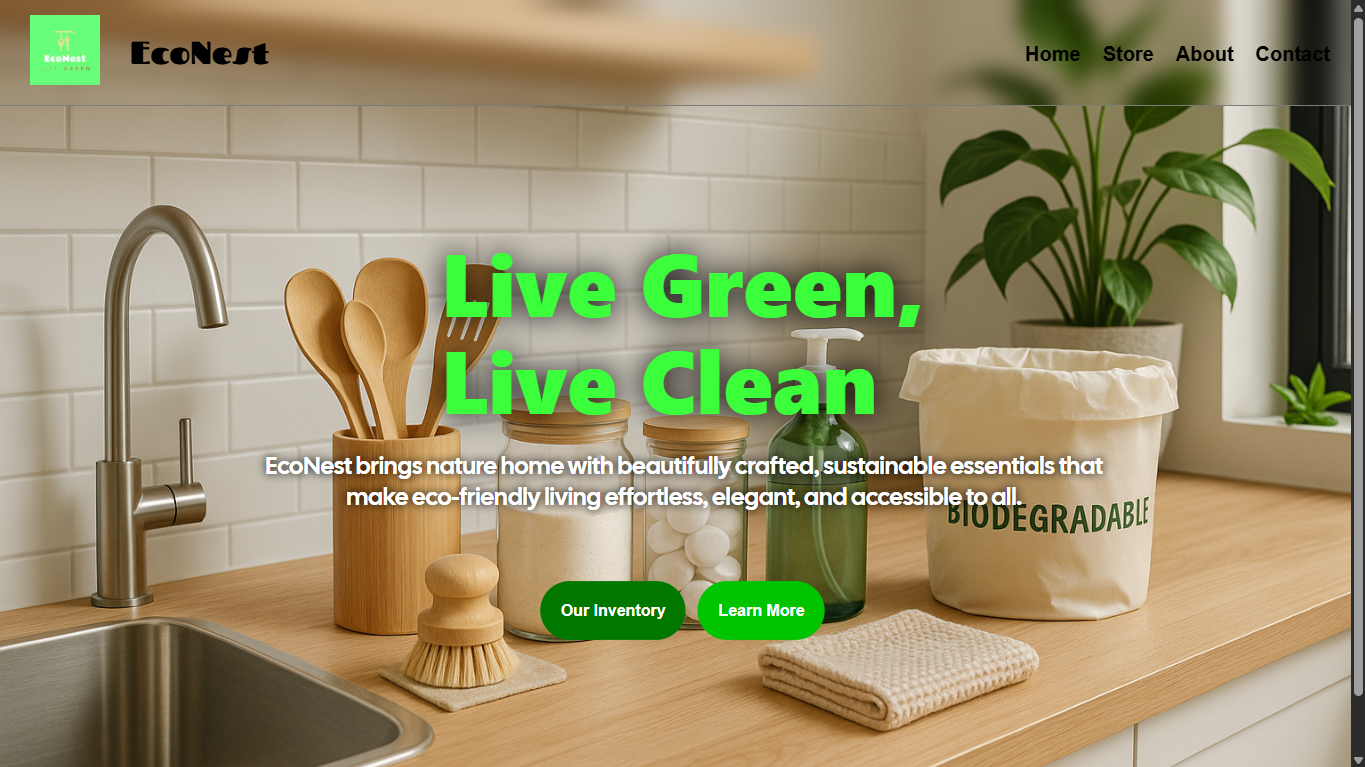 EcoNest
EcoNest
Home Store About Contact
Live Green,
Live Clean
EcoNest brings nature home with beautifully crafted, sustainable essentials that
make eco-friendly living effortless, elegant, and accessible to all.
BIODEGRADABLE
Our Inventory Learn More